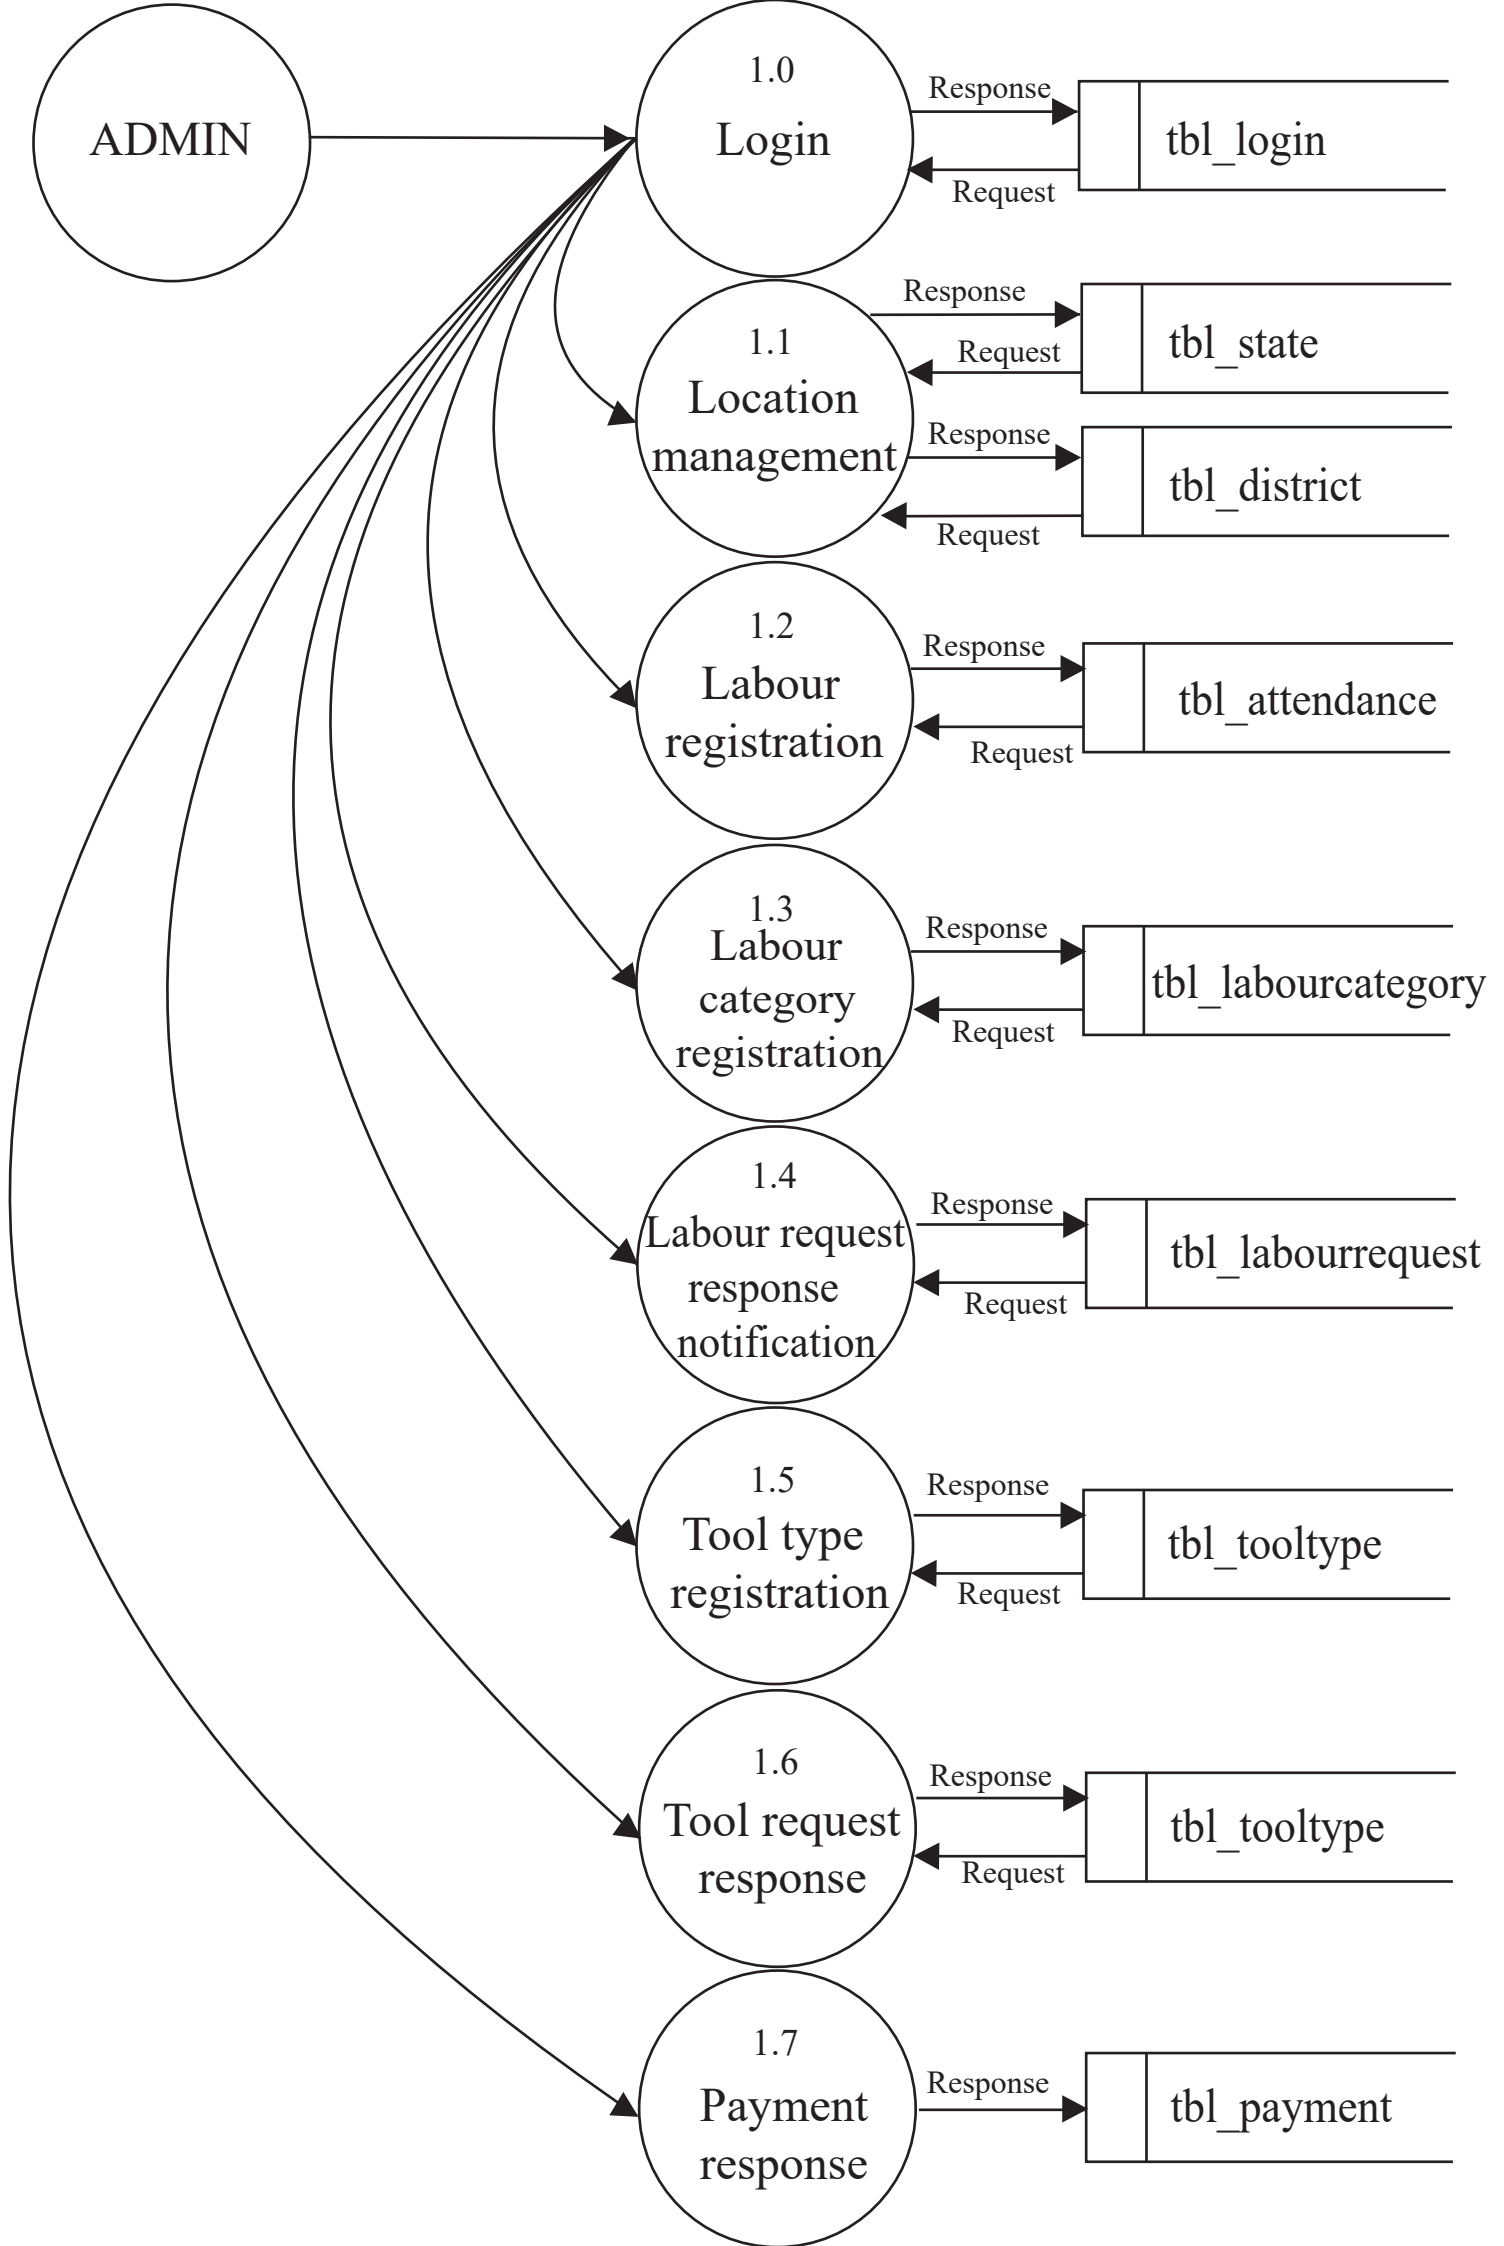 ADMIN
1.0
Login
Response
Request
tbl_login
1.1
Location
management
Response
Request
tbl_state
Response
Request
tbl_district
1.2
Labour
registration
Response
Request
tbl_attendance
1.3
Labour
category
registration
Response
Request
tbl_labourcategory
1.4
Labour request
response
notification
Response
Request
tbl_labourrequest
1.5
Tool type
registration
Response
Request
tbl_tooltype
1.6
Tool request
response
Response
Request
tbl_tooltype
1.7
Payment
response
Response
tbl_payment